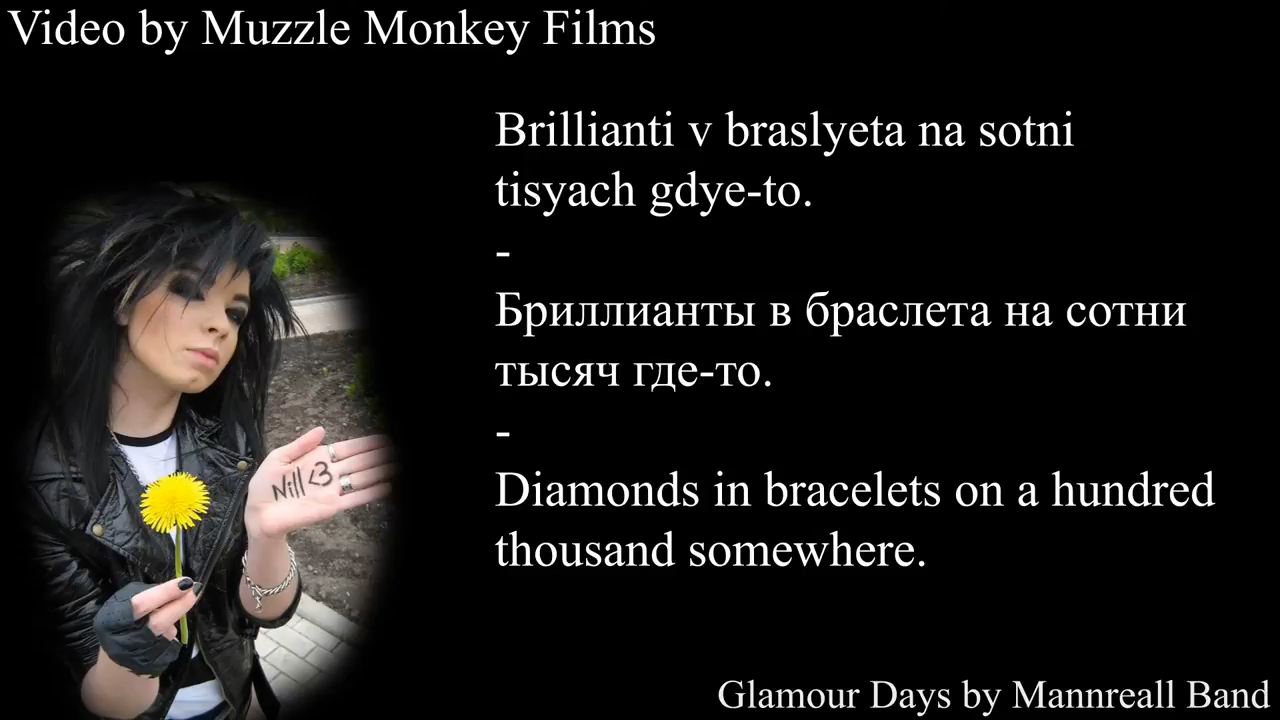 Video by Muzzle Monkey Films
Brillianti v braslyeta na sotni
tisyach gdye-to.
-
Бриллианты в браслета на сотни
тысяч где-то.
-
Diamonds in bracelets on a hundred
thousand somewhere.
Nill <3
Glamour Days by Mannreall Band